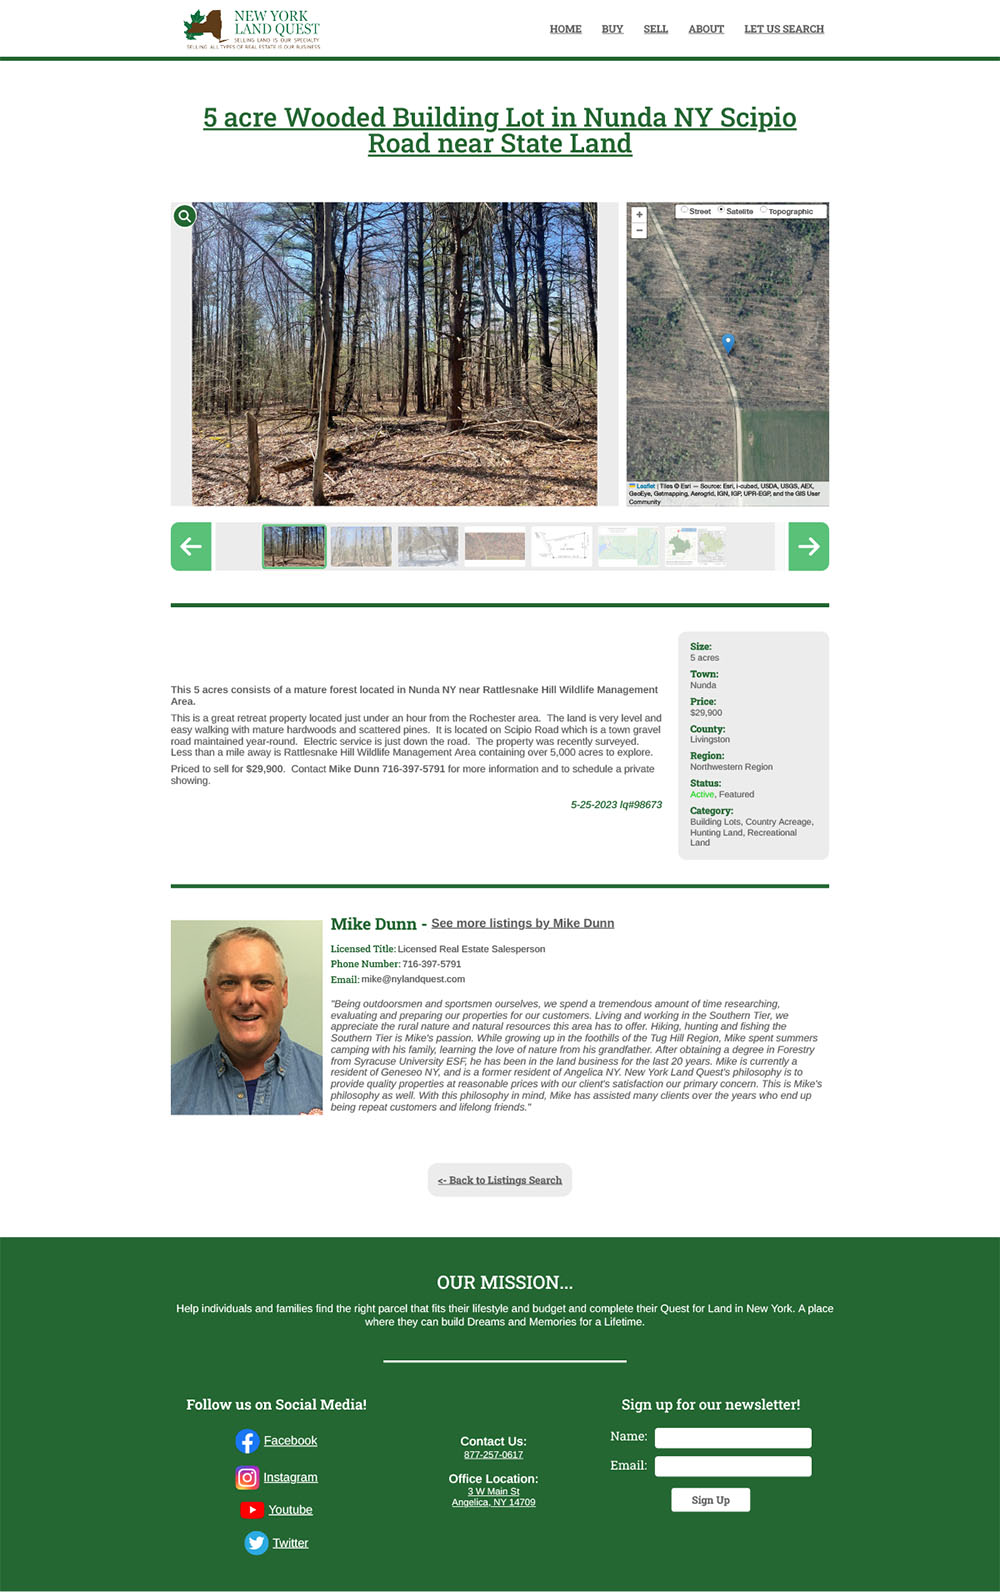 NEW YORK
LAND QUEST
SELLING LAND IS OUR SPECIALTY
SELLING ALL TYPES OF REAL ESTATE IS OUR BUSINESS
HOME
BUY
SELL
ABOUT
LET US SEARCH
5 acre Wooded Building Lot in Nunda NY Scipio
Road near State Land
+
−
Street
Satelite
Topographic
Leaflet | Tiles © Esri — Source: Esri, i-cubed, USDA, USGS, AEX,
GeoEye, Getmapping, Aerogrid, IGN, IGP, UPR-EGP, and the GIS User
Community
This 5 acres consists of a mature forest located in Nunda NY near Rattlesnake Hill Wildlife Management
Area.
This is a great retreat property located just under an hour from the Rochester area.  The land is very level and
easy walking with mature hardwoods and scattered pines.  It is located on Scipio Road which is a town gravel
road maintained year-round.  Electric service is just down the road.  The property was recently surveyed.
Less than a mile away is Rattlesnake Hill Wildlife Management Area containing over 5,000 acres to explore.
Priced to sell for $29,900.  Contact Mike Dunn 716-397-5791 for more information and to schedule a private
showing.
5-25-2023 lq#98673
Size:
5 acres
Town:
Nunda
Price:
$29,900
County:
Livingston
Region:
Northwestern Region
Status:
Active, Featured
Category:
Building Lots, Country Acreage,
Hunting Land, Recreational
Land
Mike Dunn - See more listings by Mike Dunn
Licensed Title: Licensed Real Estate Salesperson
Phone Number: 716-397-5791
Email: mike@nylandquest.com
"Being outdoorsmen and sportsmen ourselves, we spend a tremendous amount of time researching,
evaluating and preparing our properties for our customers. Living and working in the Southern Tier, we
appreciate the rural nature and natural resources this area has to offer. Hiking, hunting and fishing the
Southern Tier is Mike's passion. While growing up in the foothills of the Tug Hill Region, Mike spent summers
camping with his family, learning the love of nature from his grandfather. After obtaining a degree in Forestry
from Syracuse University ESF, he has been in the land business for the last 20 years. Mike is currently a
resident of Geneseo NY, and is a former resident of Angelica NY. New York Land Quest's philosophy is to
provide quality properties at reasonable prices with our client's satisfaction our primary concern. This is Mike's
philosophy as well. With this philosophy in mind, Mike has assisted many clients over the years who end up
being repeat customers and lifelong friends."
<- Back to Listings Search
OUR MISSION...
Help individuals and families find the right parcel that fits their lifestyle and budget and complete their Quest for Land in New York. A place
where they can build Dreams and Memories for a Lifetime.
Follow us on Social Media!
Facebook
Instagram
Youtube
Twitter
Contact Us:
877-257-0617
Office Location:
3 W Main St
Angelica, NY 14709
Sign up for our newsletter!
Name:
Email:
Sign Up